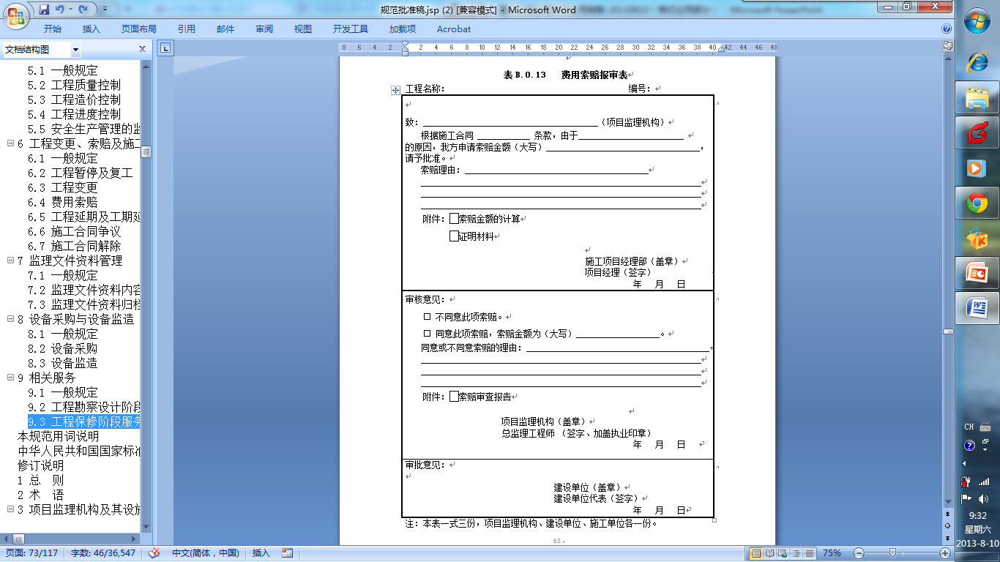 规范批准稿.jsp (2) [兼容模式] - Microsoft Word
开始 插入 页面布局 引用 邮件 审阅 视图 开发工具 加载项 Acrobat
文档结构图
8 6 4 2 2 4 6 8 10 12 14 16 18 20 22 24 26 28 30 32 34 36 38 40 42 44 46 48
5.1 一般规定
5.2 工程质量控制
5.3 工程造价控制
5.4 工程进度控制
5.5 安全生产管理的监
6 工程变更、索赔及施工
6.1 一般规定
6.2 工程暂停及复工
6.3 工程变更
6.4 费用索赔
6.5 工程延期及工期延
6.6 施工合同争议
6.7 施工合同解除
7 监理文件资料管理
7.1 一般规定
7.2 监理文件资料内容
7.3 监理文件资料归档
8 设备采购与设备监造
8.1 一般规定
8.2 设备采购
8.3 设备监造
9 相关服务
9.1 一般规定
9.2 工程勘察设计阶段
9.3 工程保修阶段服务
本规范用词说明
中华人民共和国国家标准
修订说明
1 总 则
2 术 语
3 项目监理机构及其设施
表 B.0.13 费用索赔报审表
工程名称： 编号：
致：（项目监理机构）
根据施工合同 条款，由于
的原因，我方申请索赔金额（大写），
请予批准。
索赔理由：
附件：□索赔金额的计算
□证明材料
施工项目经理部（盖章）
项目经理（签字）
年 月 日
审核意见：
□ 不同意此项索赔。
□ 同意此项索赔，索赔金额为（大写）。
同意或不同意索赔的理由：
附件：□索赔审查报告
项目监理机构（盖章）
总监理工程师 （签字、加盖执业印章）
年 月 日
审批意见：
建设单位（盖章）
建设单位代表（签字）
年 月 日
注：本表一式三份，项目监理机构、建设单位、施工单位各一份。
63
页面: 73/117 字数: 46/36,547 中文(简体，中国) 插入 75%
CH
9:32
星期六
2013-8-10